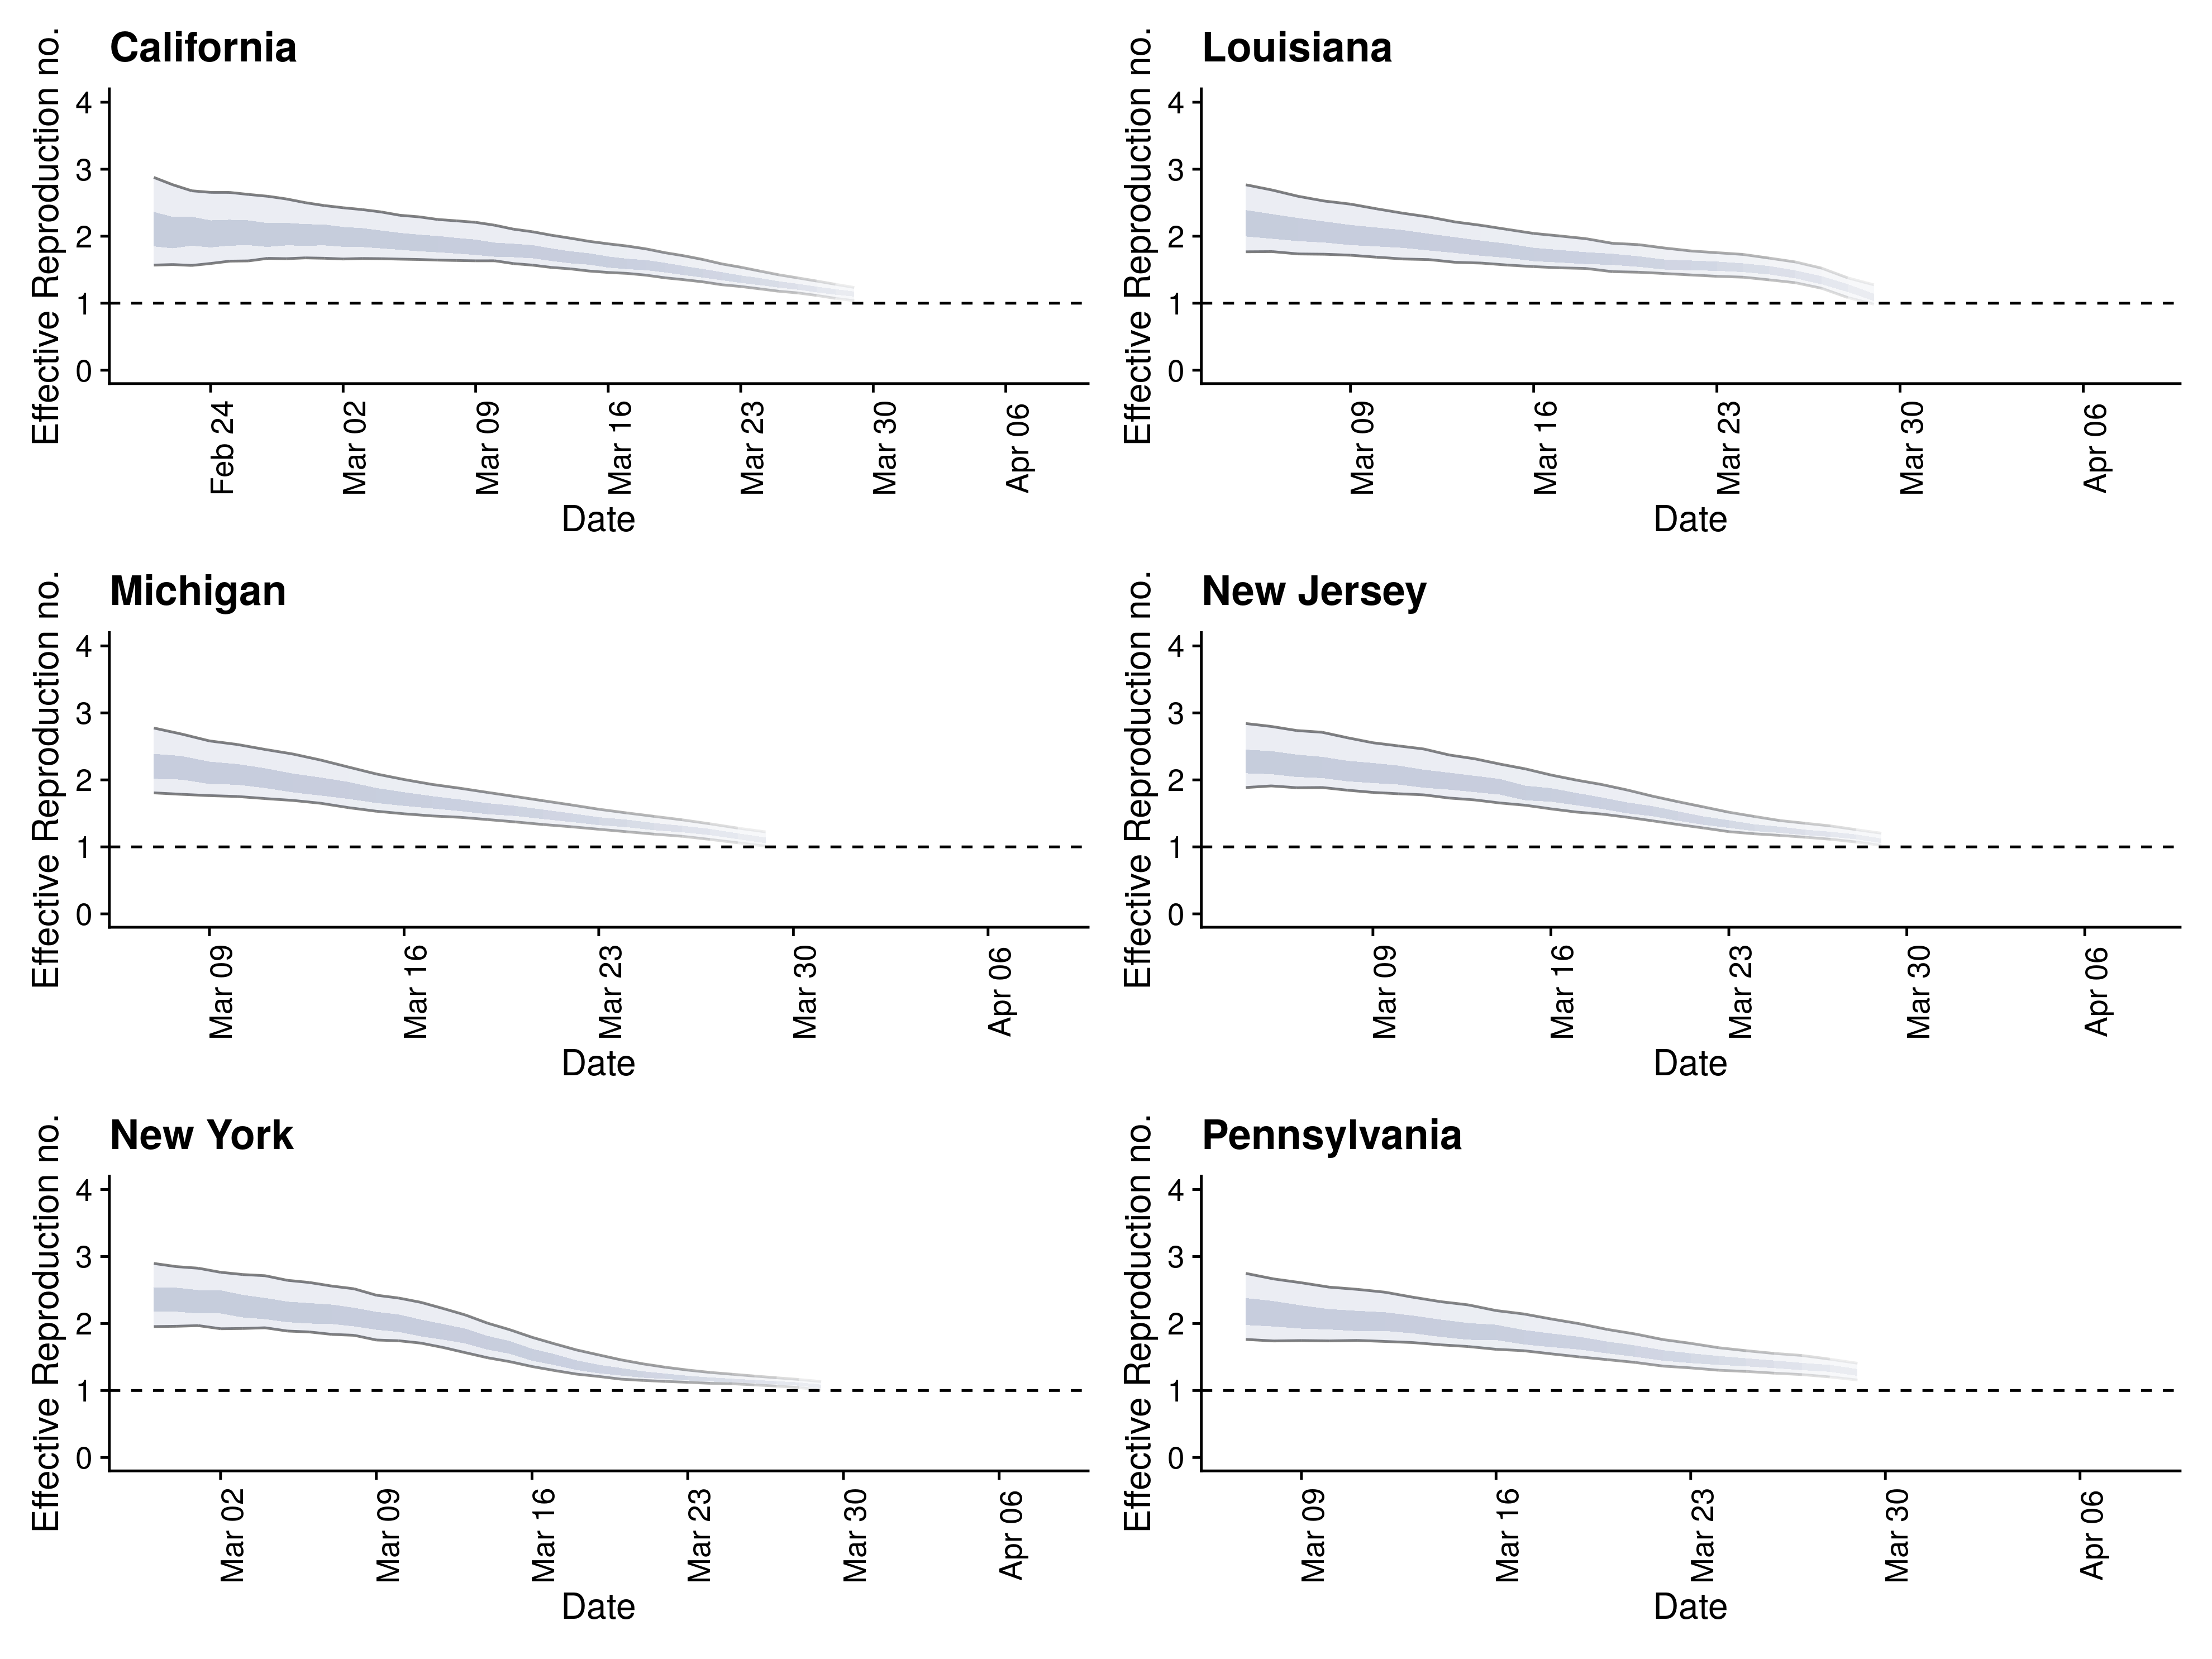 California
Effective Reproduction no.
4
3
2
1
0
Feb 24
Mar 02
Mar 09
Mar 16
Mar 23
Mar 30
Apr 06
Date
Louisiana
Effective Reproduction no.
4
3
2
1
0
Mar 09
Mar 16
Mar 23
Mar 30
Apr 06
Date
Michigan
Effective Reproduction no.
4
3
2
1
0
Mar 09
Mar 16
Mar 23
Mar 30
Apr 06
Date
New Jersey
Effective Reproduction no.
4
3
2
1
0
Mar 09
Mar 16
Mar 23
Mar 30
Apr 06
Date
New York
Effective Reproduction no.
4
3
2
1
0
Mar 02
Mar 09
Mar 16
Mar 23
Mar 30
Apr 06
Date
Pennsylvania
Effective Reproduction no.
4
3
2
1
0
Mar 09
Mar 16
Mar 23
Mar 30
Apr 06
Date